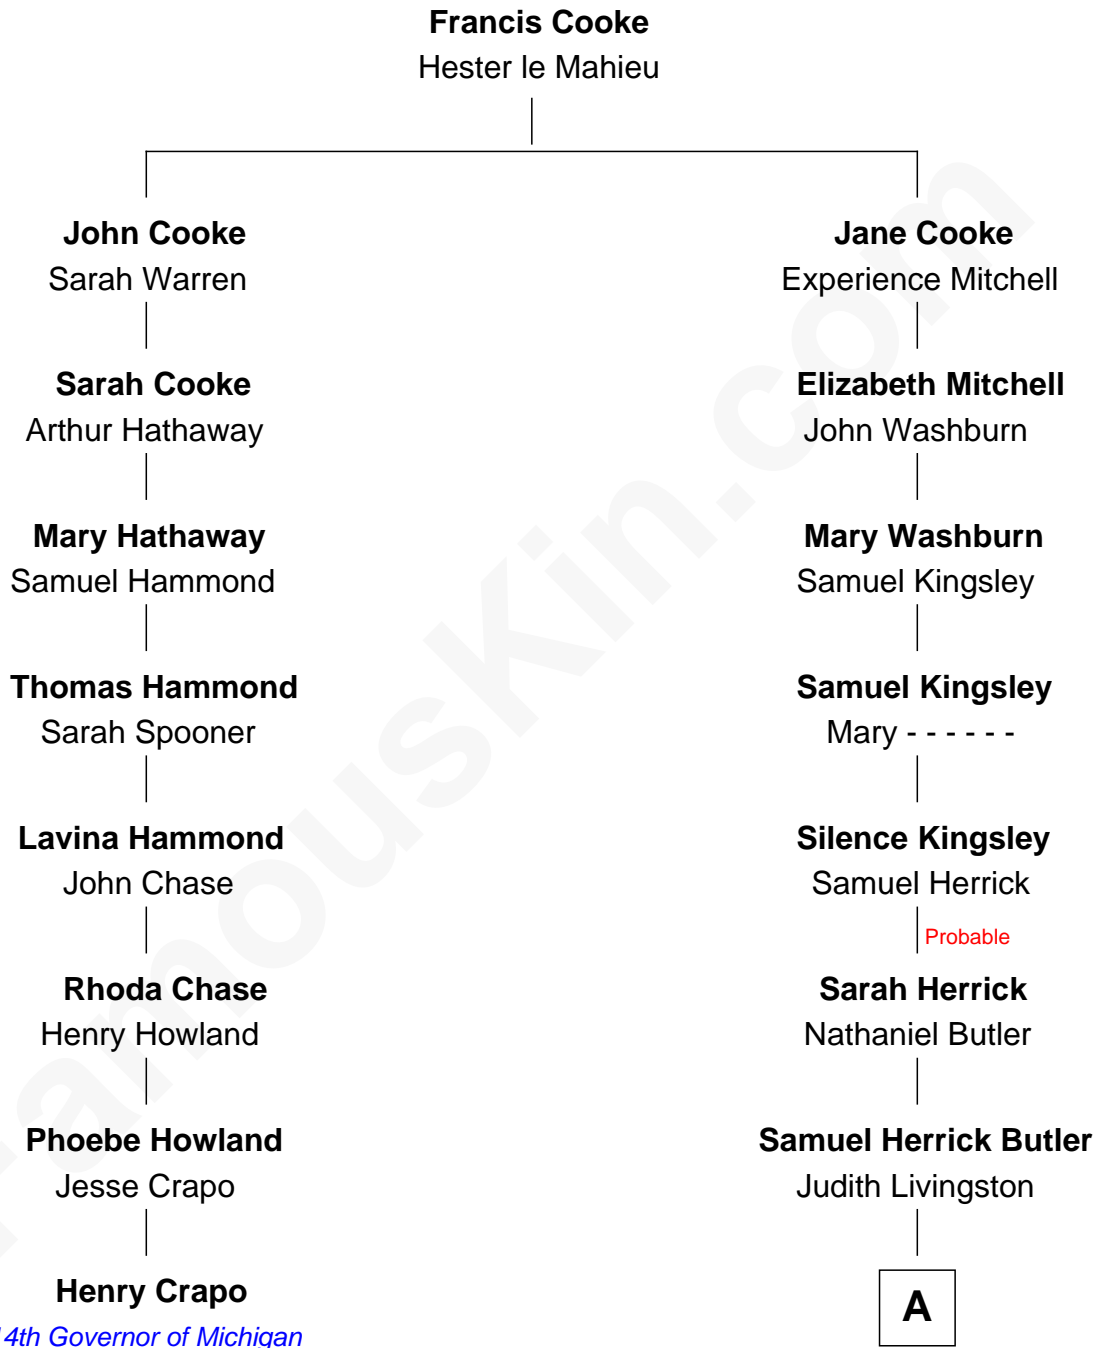 Francis Cooke
Hester le Mahieu
John Cooke
Sarah Warren
Jane Cooke
Experience Mitchell
Sarah Cooke
Arthur Hathaway
Elizabeth Mitchell
John Washburn
Mary Hathaway
Samuel Hammond
Mary Washburn
Samuel Kingsley
Thomas Hammond
Sarah Spooner
Samuel Kingsley
Mary - - - - - -
Lavina Hammond
John Chase
Silence Kingsley
Samuel Herrick
Probable
Rhoda Chase
Henry Howland
Sarah Herrick
Nathaniel Butler
Phoebe Howland
Jesse Crapo
Samuel Herrick Butler
Judith Livingston
Henry Crapo
14th Governor of Michigan
A
FamousKin.com